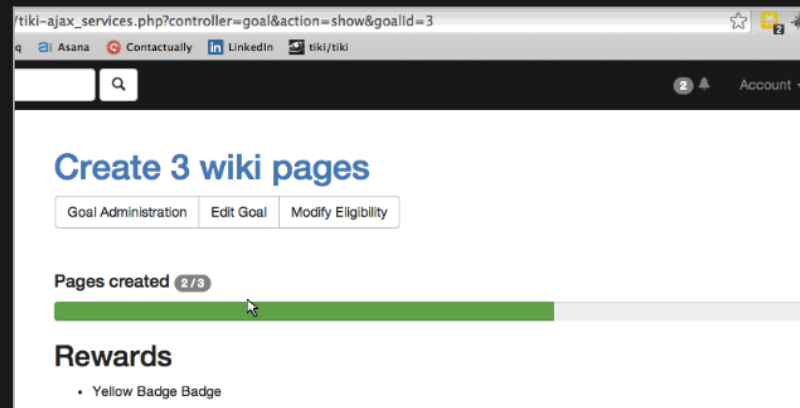 /tiki-ajax_services.php?controller=goal&action=show&goalId=3
2
q Asana Contactually in LinkedIn tiki/tiki
2 Account
Create 3 wiki pages
Goal Administration Edit Goal Modify Eligibility
Pages created 2/3
Rewards
• Yellow Badge Badge